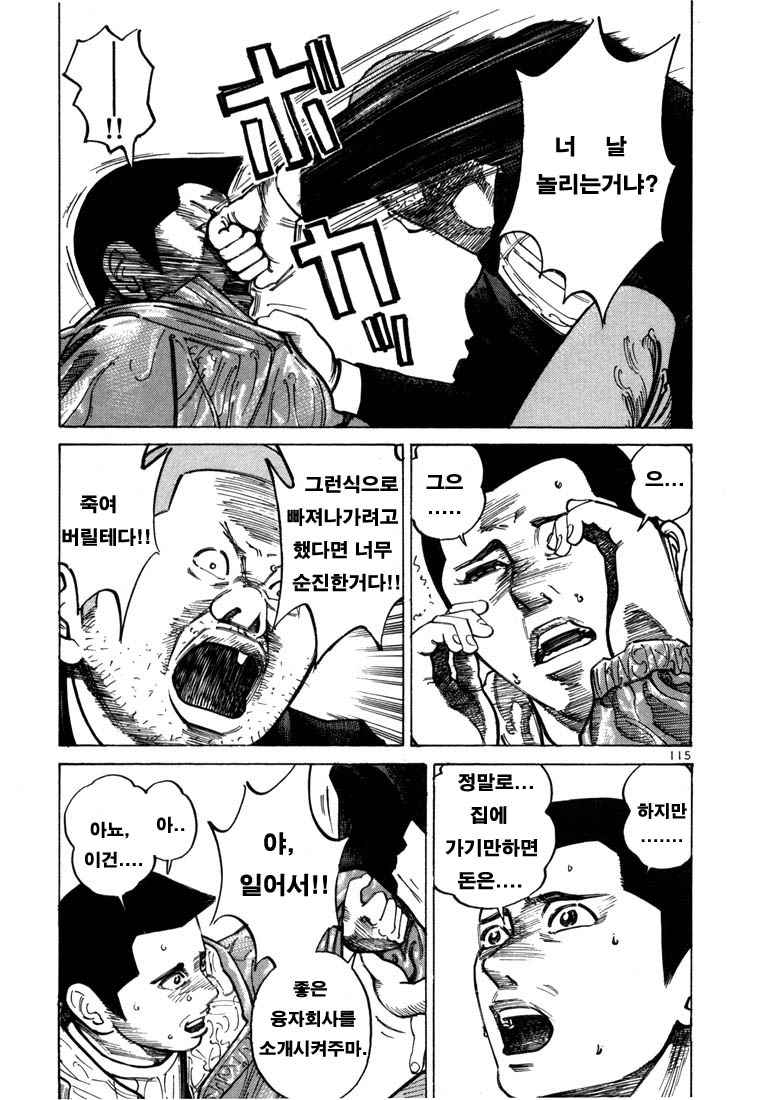 너 날
놀리는거냐?
ボカッ
!!
으...
그으
.....
그런식으로
빠져나가려고
했다면 너무
순진한거다!!
죽여
버릴테다!!
115
하지만
.......
정말로...
집에
가기만하면
돈은....
야,
일어서!!
좋은
융자회사를
소개시켜주마.
아..
아뇨,
이건....